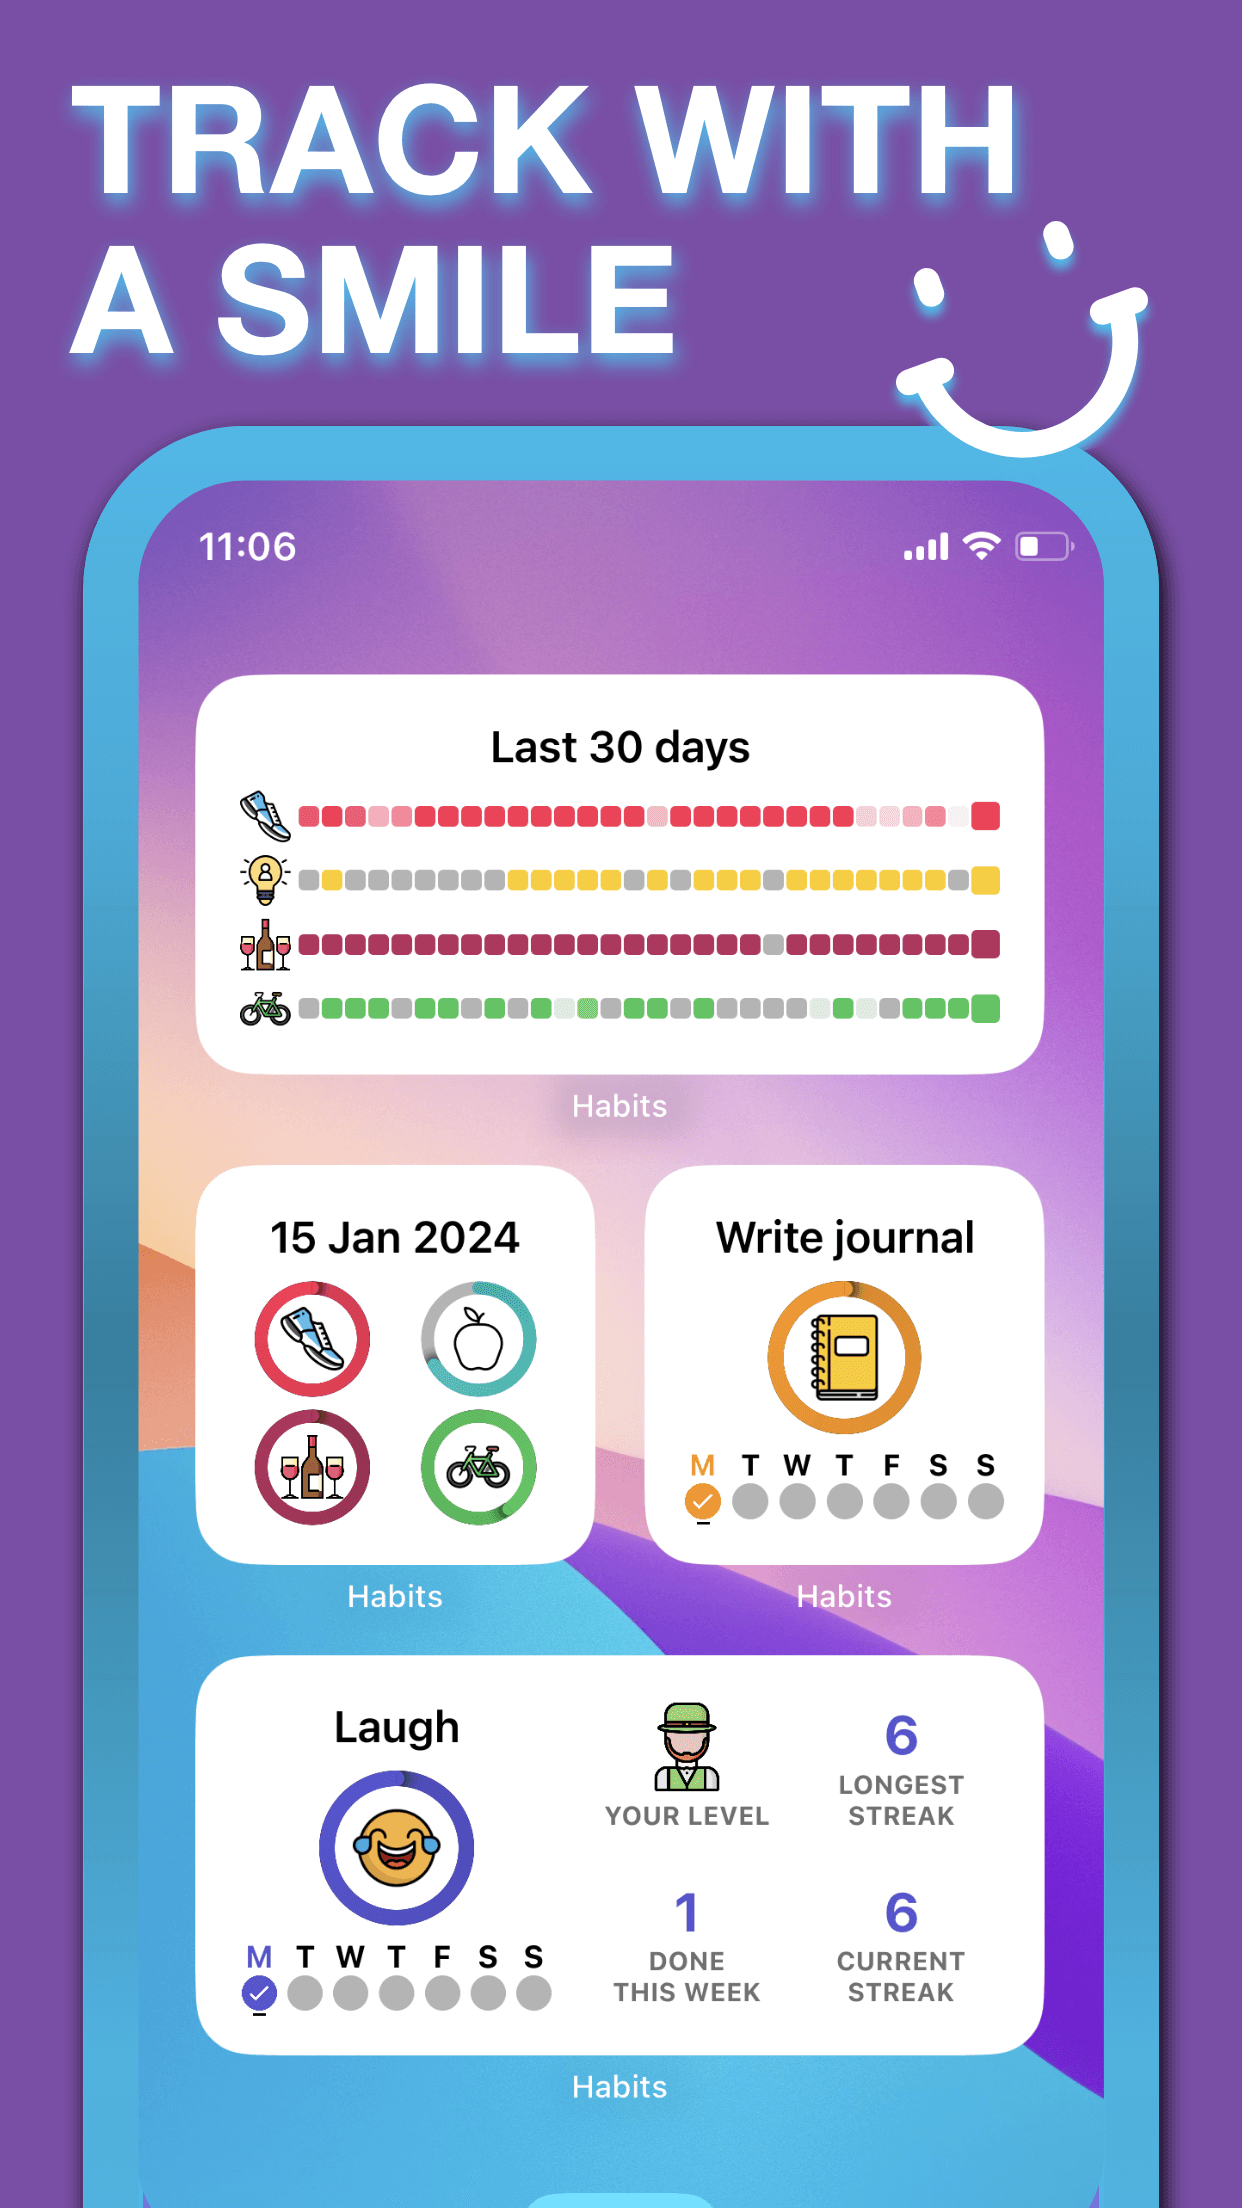 TRACK WITH
A SMILE
11:06
Last 30 days
Habits
15 Jan 2024
Habits
Write journal
M T W T F S S
Habits
Laugh
M T W T F S S
YOUR LEVEL
6
LONGEST
STREAK
1
DONE
THIS WEEK
6
CURRENT
STREAK
Habits